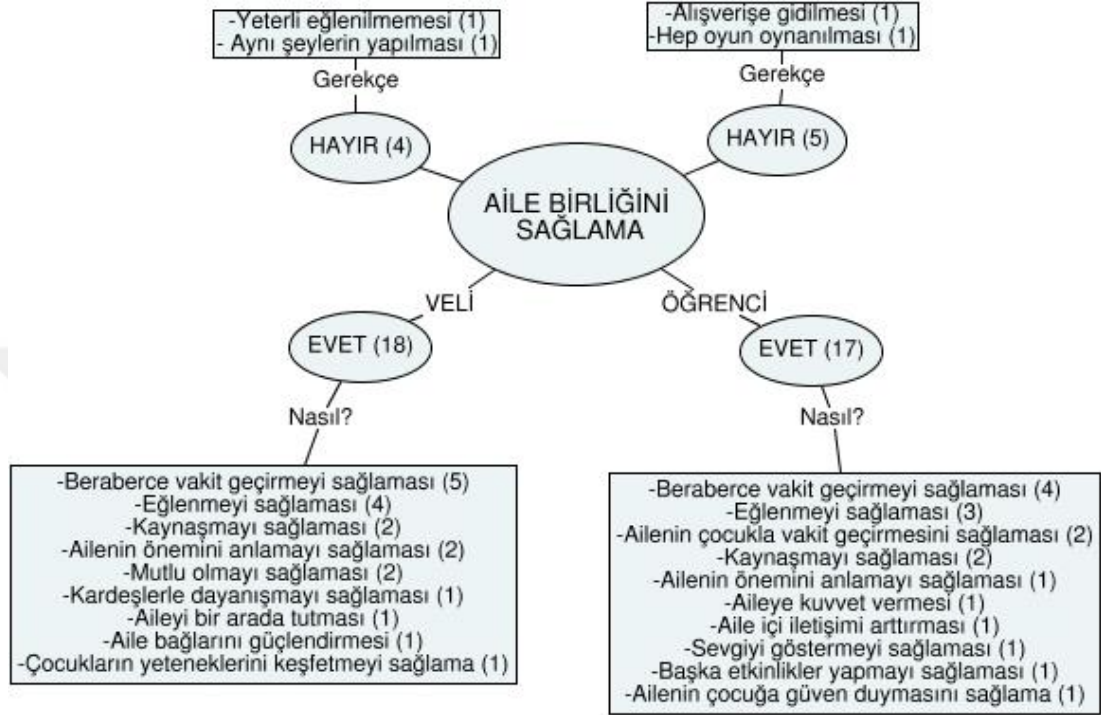 -Yeterli eğlenilmemesi (1)
- Aynı şeylerin yapılması (1)
Gerekçe
HAYIR (4)
-Alışverişe gidilmesi (1)
-Hep oyun oynanılması (1)
Gerekçe
HAYIR (5)
AİLE BİRLİĞİNİ
SAĞLAMA
VELİ
EVET (18)
Nasıl?
-Beraberce vakit geçirmeyi sağlaması (5)
-Eğlenmeyi sağlaması (4)
-Kaynaşmayı sağlaması (2)
-Ailenin önemini anlamayı sağlaması (2)
-Mutlu olmayı sağlaması (2)
-Kardeşlerle dayanışmayı sağlaması (1)
-Aileyi bir arada tutması (1)
-Aile bağlarını güçlendirmesi (1)
-Çocukların yeteneklerini keşfetmeyi sağlama (1)
ÖĞRENCİ
EVET (17)
Nasıl?
-Beraberce vakit geçirmeyi sağlaması (4)
-Eğlenmeyi sağlaması (3)
-Ailenin çocukla vakit geçirmesini sağlaması (2)
-Kaynaşmayı sağlaması (2)
-Ailenin önemini anlamayı sağlaması (1)
-Aileye kuvvet vermesi (1)
-Aile içi iletişimi arttırması (1)
-Sevgiyi göstermeyi sağlaması (1)
-Başka etkinlikler yapmayı sağlaması (1)
-Ailenin çocuğa güven duymasını sağlama (1)